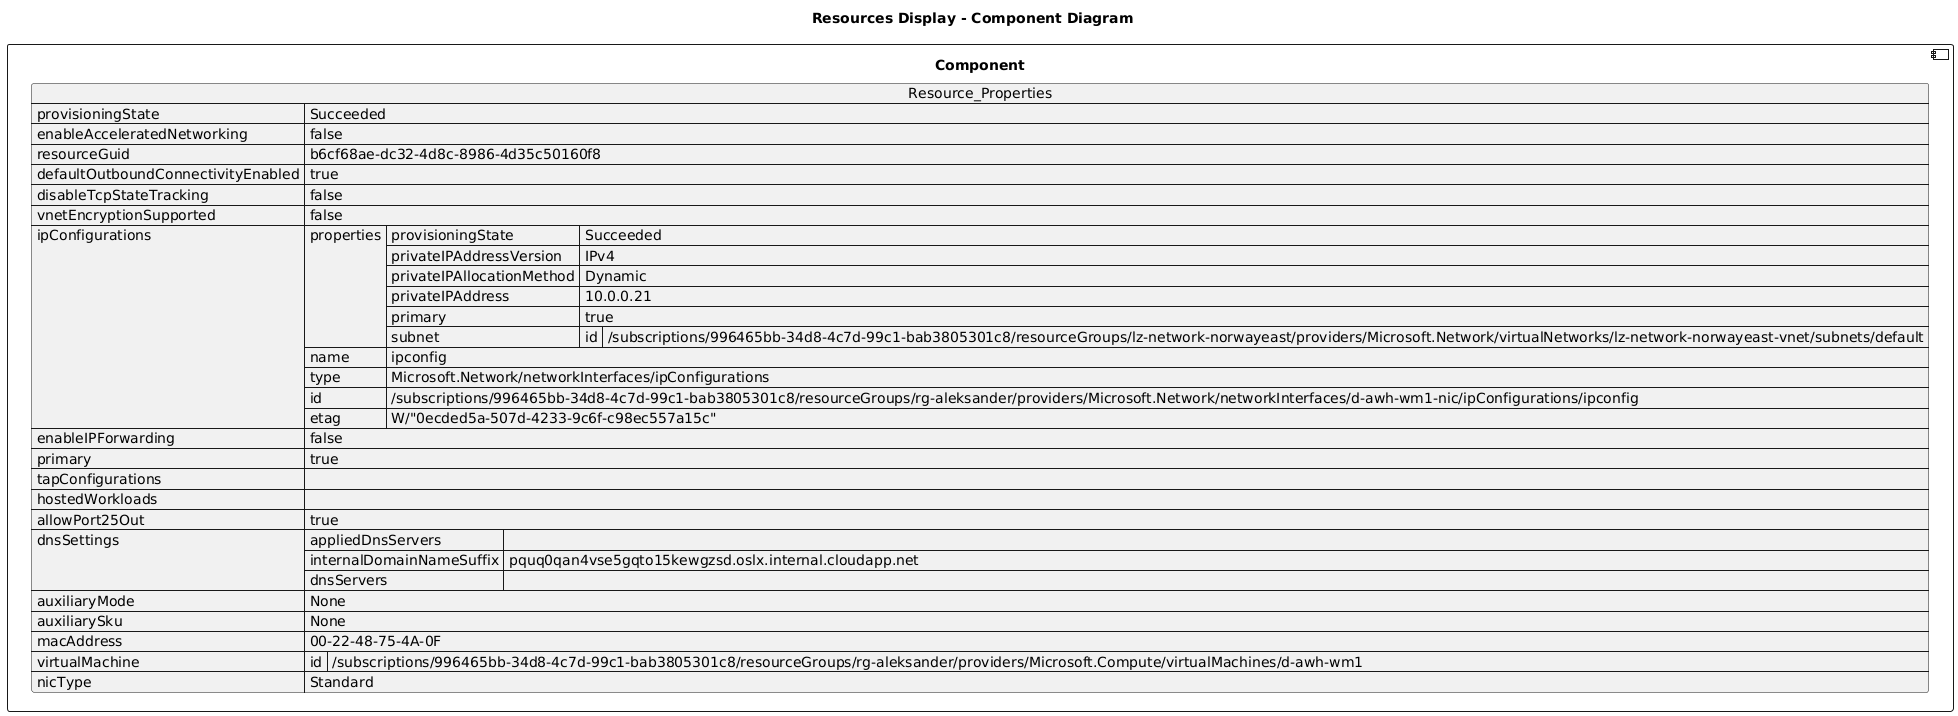 Resources Display - Component Diagram
Component
Resource_Properties
provisioningState Succeeded
enableAcceleratedNetworking false
resourceGuid b6cf68ae-dc32-4d8c-8986-4d35c50160f8
defaultOutboundConnectivityEnabled true
disableTcpStateTracking false
vnetEncryptionSupported false
ipConfigurations properties provisioningState Succeeded
privateIPAddressVersion IPv4
privateIPAllocationMethod Dynamic
privateIPAddress 10.0.0.21
primary true
subnet id /subscriptions/996465bb-34d8-4c7d-99c1-bab3805301c8/resourceGroups/lz-network-norwayeast/providers/Microsoft.Network/virtualNetworks/lz-network-norwayeast-vnet/subnets/default
name ipconfig
type Microsoft.Network/networkInterfaces/ipConfigurations
id /subscriptions/996465bb-34d8-4c7d-99c1-bab3805301c8/resourceGroups/rg-aleksander/providers/Microsoft.Network/networkInterfaces/d-awh-wm1-nic/ipConfigurations/ipconfig
etag W/"0ecded5a-507d-4233-9c6f-c98ec557a15c"
enableIPForwarding false
primary true
tapConfigurations
hostedWorkloads
allowPort25Out true
dnsSettings appliedDnsServers
internalDomainNameSuffix pquq0qan4vse5gqto15kewgzsd.oslx.internal.cloudapp.net
dnsServers
auxiliaryMode None
auxiliarySku None
macAddress 00-22-48-75-4A-0F
virtualMachine id /subscriptions/996465bb-34d8-4c7d-99c1-bab3805301c8/resourceGroups/rg-aleksander/providers/Microsoft.Compute/virtualMachines/d-awh-wm1
nicType Standard